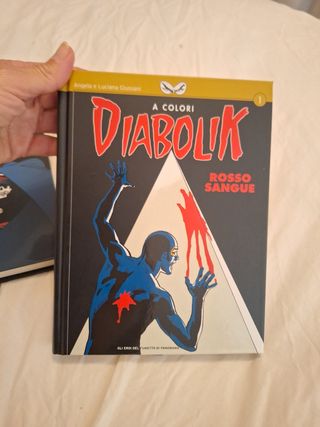 Angela e Luciana Giussani
1
A COLORI
DIABOLIK
ROSSO
SANGUE
GLI EROI DEL FUMETTO DI PANORAMA